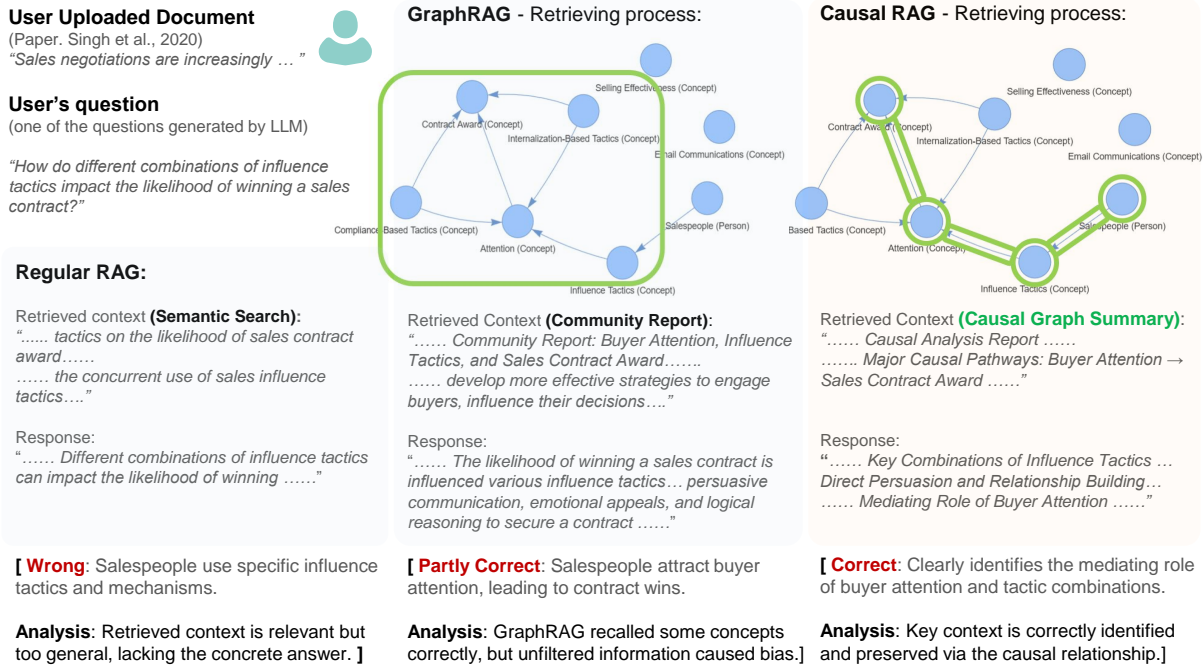 User Uploaded Document
(Paper. Singh et al., 2020)
“Sales negotiations are increasingly … ”
User’s question
(one of the questions generated by LLM)
“How do different combinations of influence
tactics impact the likelihood of winning a sales
contract?”
Regular RAG:
Retrieved context (Semantic Search):
“...... tactics on the likelihood of sales contract
award……
…… the concurrent use of sales influence
tactics….”
Response:
“…… Different combinations of influence tactics
can impact the likelihood of winning ……”
[ Wrong: Salespeople use specific influence
tactics and mechanisms.
Analysis: Retrieved context is relevant but
too general, lacking the concrete answer. ]
GraphRAG - Retrieving process:
Selling Effectiveness (Concept)
Contract Award (Concept)
Internalization-Based Tactics (Concept)
Email Communications (Concept)
Compliance-Based Tactics (Concept)
Salespeople (Person)
Attention (Concept)
Influence Tactics (Concept)
Retrieved Context (Community Report):
“…… Community Report: Buyer Attention, Influence
Tactics, and Sales Contract Award…….
…… develop more effective strategies to engage
buyers, influence their decisions….”
Response:
“…… The likelihood of winning a sales contract is
influenced various influence tactics… persuasive
communication, emotional appeals, and logical
reasoning to secure a contract ……”
[ Partly Correct: Salespeople attract buyer
attention, leading to contract wins.
Analysis: GraphRAG recalled some concepts
correctly, but unfiltered information caused bias.]
Causal RAG - Retrieving process:
Selling Effectiveness (Concept)
Contract Award (Concept)
Internalization-Based Tactics (Concept)
Email Communications (Concept)
Based Tactics (Concept)
Salespeople (Person)
Attention (Concept)
Influence Tactics (Concept)
Retrieved Context (Causal Graph Summary):
“…… Causal Analysis Report ……
……. Major Causal Pathways: Buyer Attention →
Sales Contract Award ……”
Response:
“…… Key Combinations of Influence Tactics …
Direct Persuasion and Relationship Building…
…… Mediating Role of Buyer Attention ……”
[ Correct: Clearly identifies the mediating role
of buyer attention and tactic combinations.
Analysis: Key context is correctly identified
and preserved via the causal relationship.]